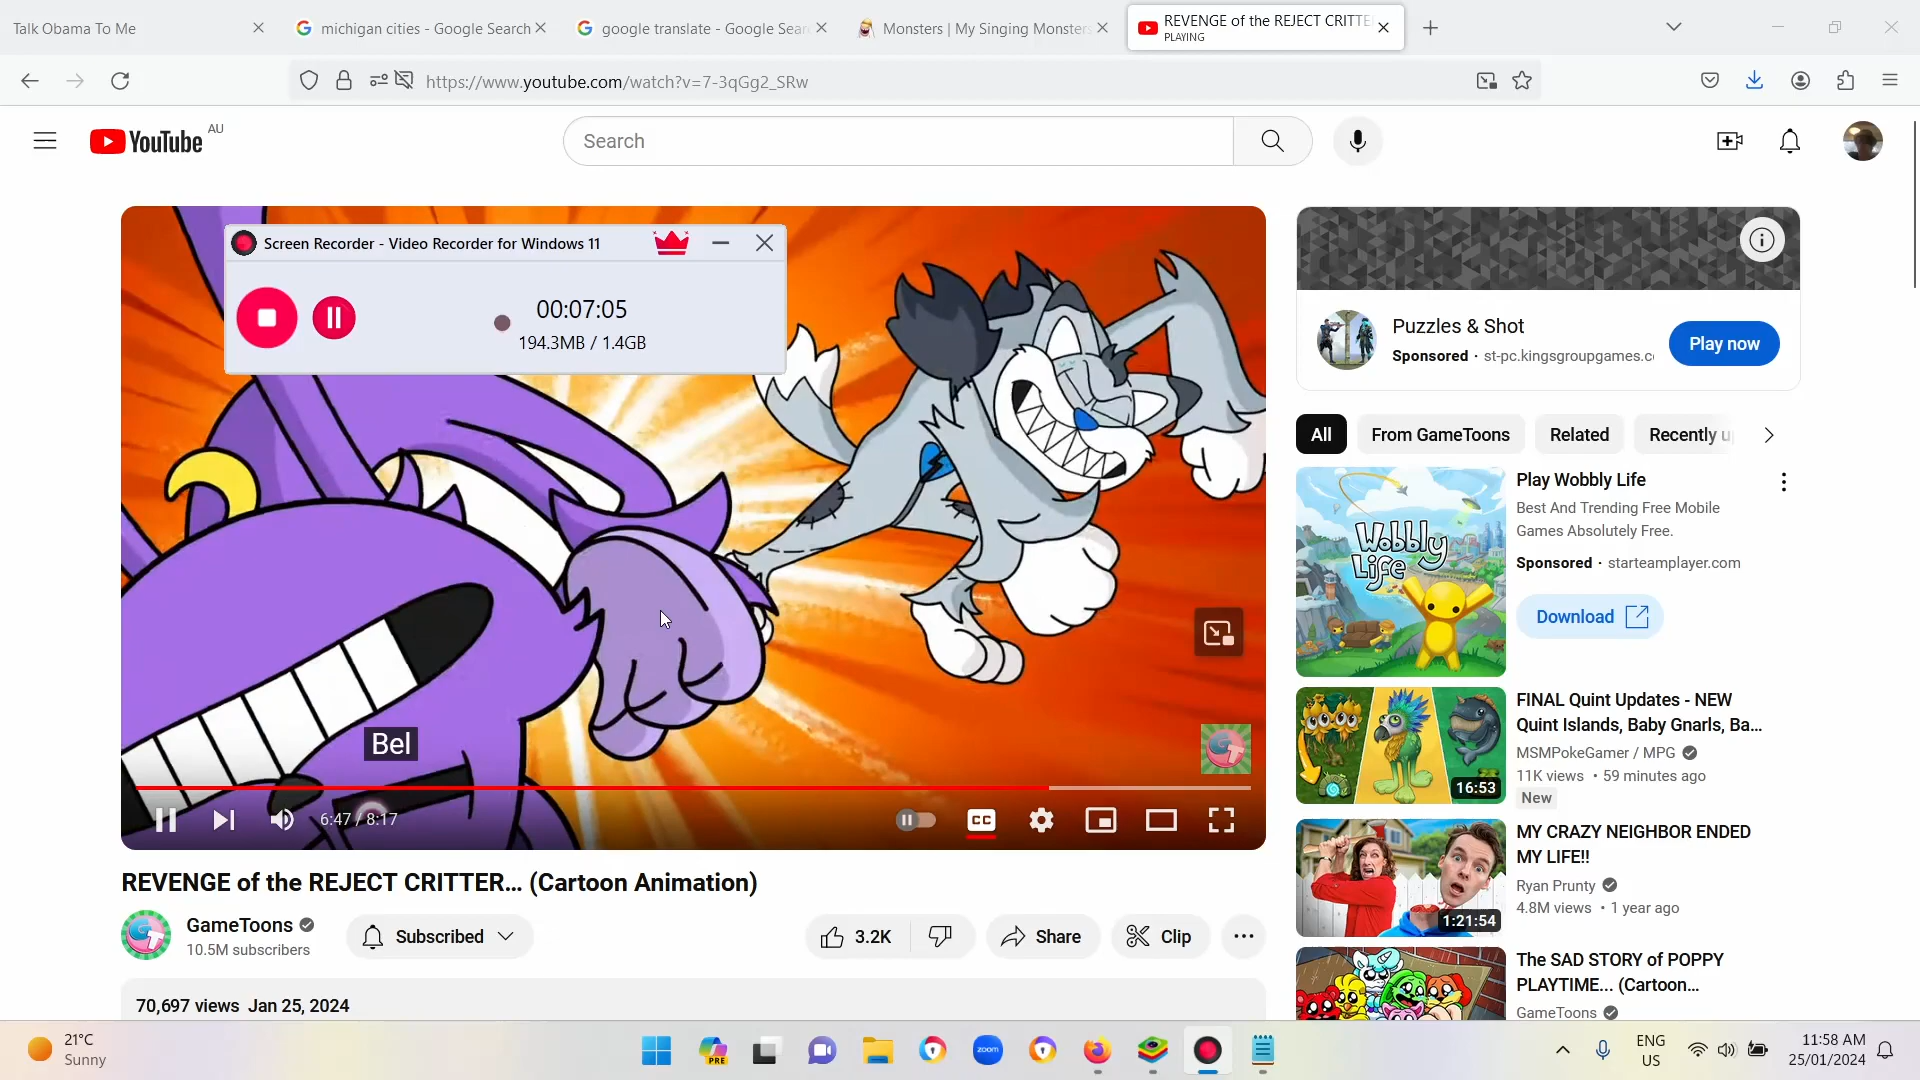 Talk Obama To Me
michigan cities - Google Search
google translate - Google Sear
Monsters | My Singing Monsters
REVENGE of the REJECT CRITTE
PLAYING
https://www.youtube.com/watch?v=7-3qGg2_SRw
YouTube AU
Search
Screen Recorder - Video Recorder for Windows 11
00:07:05
194.3MB / 1.4GB
Bel
6:47 / 8:17
CC
REVENGE of the REJECT CRITTER... (Cartoon Animation)
GameToons
10.5M subscribers
Subscribed
3.2K
Share
Clip
70,697 views Jan 25, 2024
Puzzles & Shot
Sponsored · st-pc.kingsgroupgames.c
Play now
All
From GameToons
Related
Recently u
Wobbly Life
Play Wobbly Life
Best And Trending Free Mobile
Games Absolutely Free.
Sponsored · starteamplayer.com
Download
16:53
FINAL Quint Updates - NEW
Quint Islands, Baby Gnarls, Ba...
MSMPokeGamer / MPG
11K views • 59 minutes ago
New
1:21:54
MY CRAZY NEIGHBOR ENDED
MY LIFE!!
Ryan Prunty
4.8M views • 1 year ago
The SAD STORY of POPPY
PLAYTIME... (Cartoon...
GameToons
21°C
Sunny
PRE
zoom
ENG
US
11:58 AM
25/01/2024